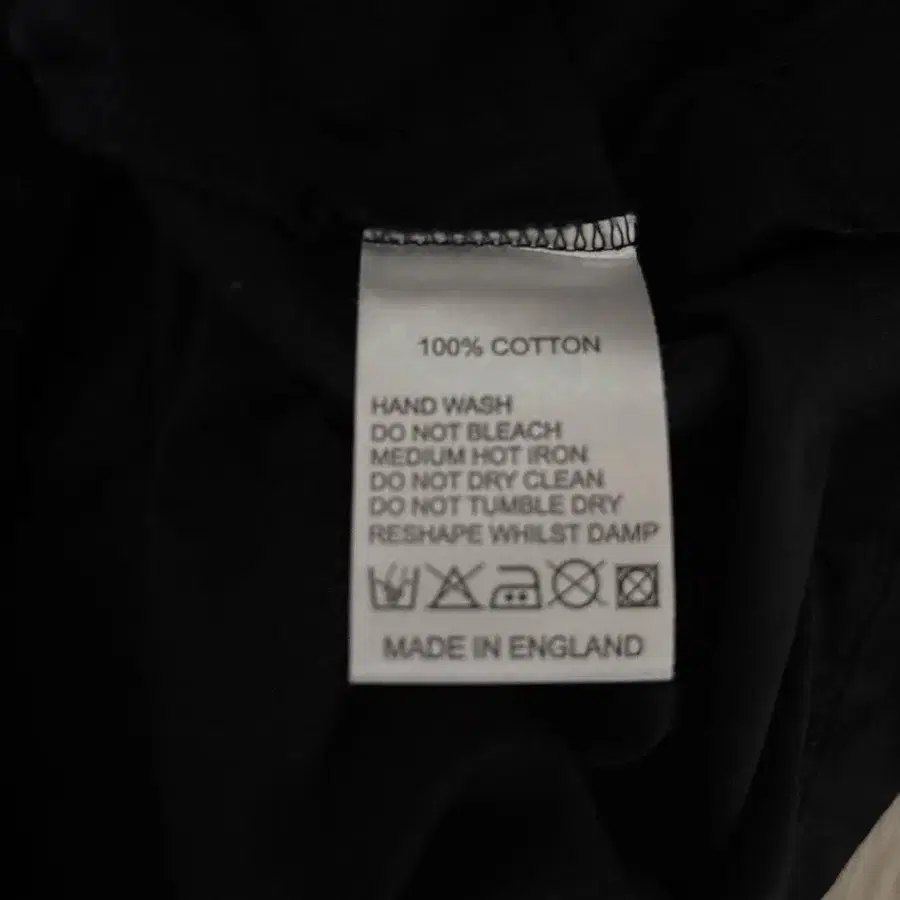 100% COTTON
HAND WASH
DO NOT BLEACH
MEDIUM HOT IRON
DO NOT DRY CLEAN
DO NOT TUMBLE DRY
RESHAPE WHILST DAMP
MADE IN ENGLAND